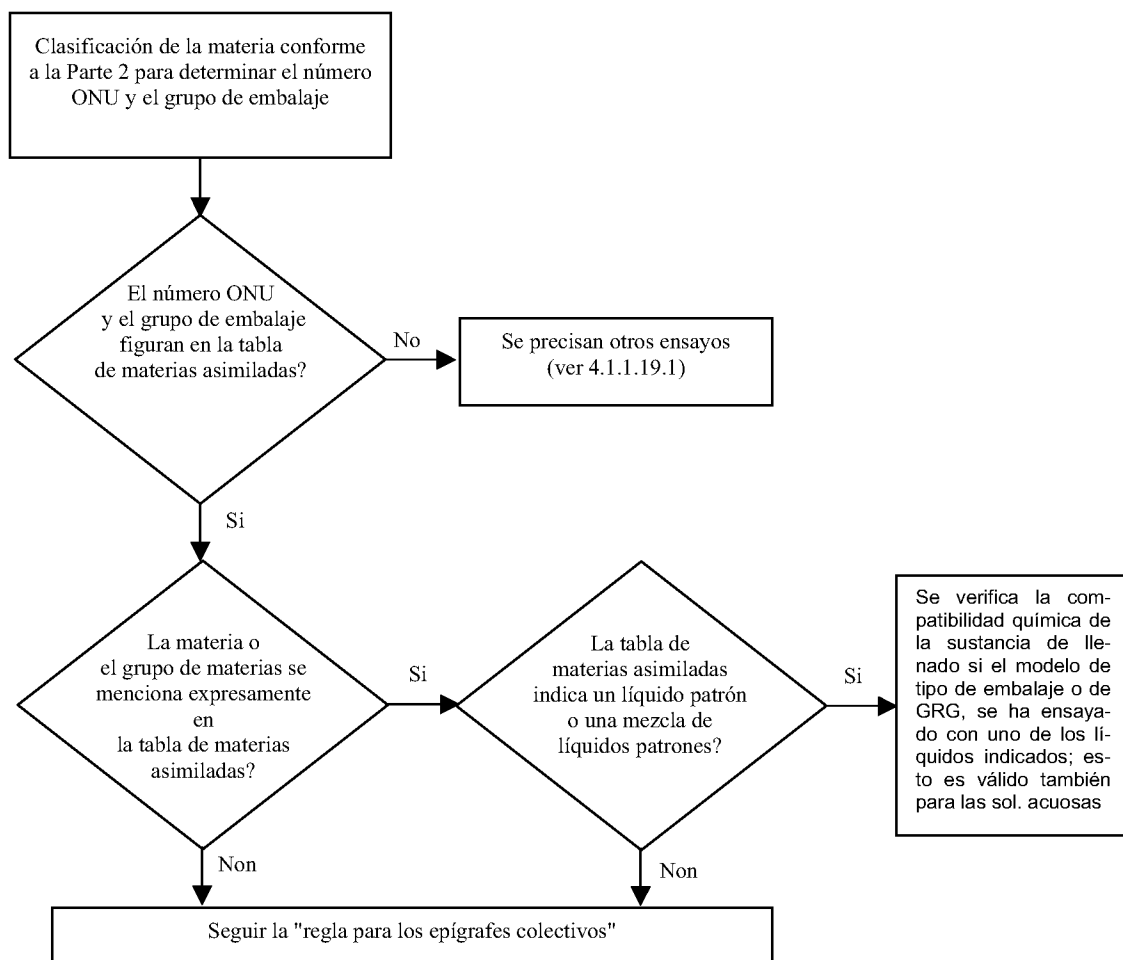 Clasificación de la materia conforme
a la Parte 2 para determinar el número
ONU y el grupo de embalaje
El número ONU
y el grupo de embalaje
figuran en la tabla
de materias asimiladas?
No
Se precisan otros ensayos
(ver 4.1.1.19.1)
Si
La materia o
el grupo de materias se
menciona expresamente
en
la tabla de materias
asimiladas?
Si
La tabla de
materias asimiladas
indica un líquido patrón
o una mezcla de
líquidos patrones?
Si
Se verifica la com-
patibilidad química de
la sustancia de lle-
nado si el modelo de
tipo de embalaje o de
GRG, se ha ensaya-
do con uno de los lí-
quidos indicados; es-
to es válido también
para las sol. acuosas
Non
Non
Seguir la "regla para los epígrafes colectivos"